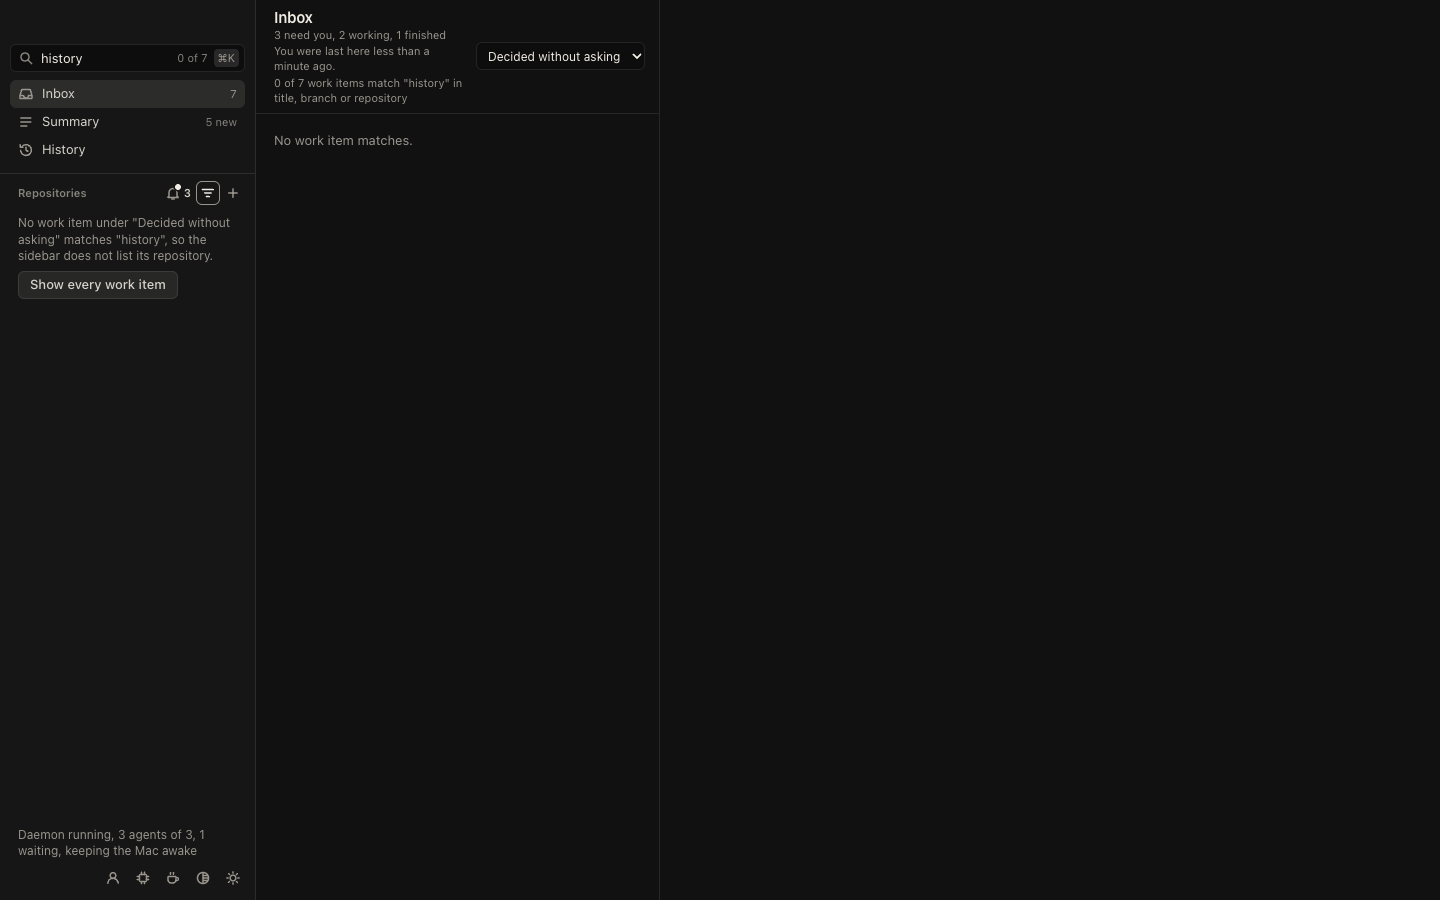 history
0 of 7
⌘K
Inbox
7
Summary
5 new
History
Repositories
3
No work item under "Decided without
asking" matches "history", so the
sidebar does not list its repository.
Show every work item
Daemon running, 3 agents of 3, 1
waiting, keeping the Mac awake
Inbox
3 need you, 2 working, 1 finished
You were last here less than a
minute ago.
0 of 7 work items match "history" in
title, branch or repository
Decided without asking
No work item matches.